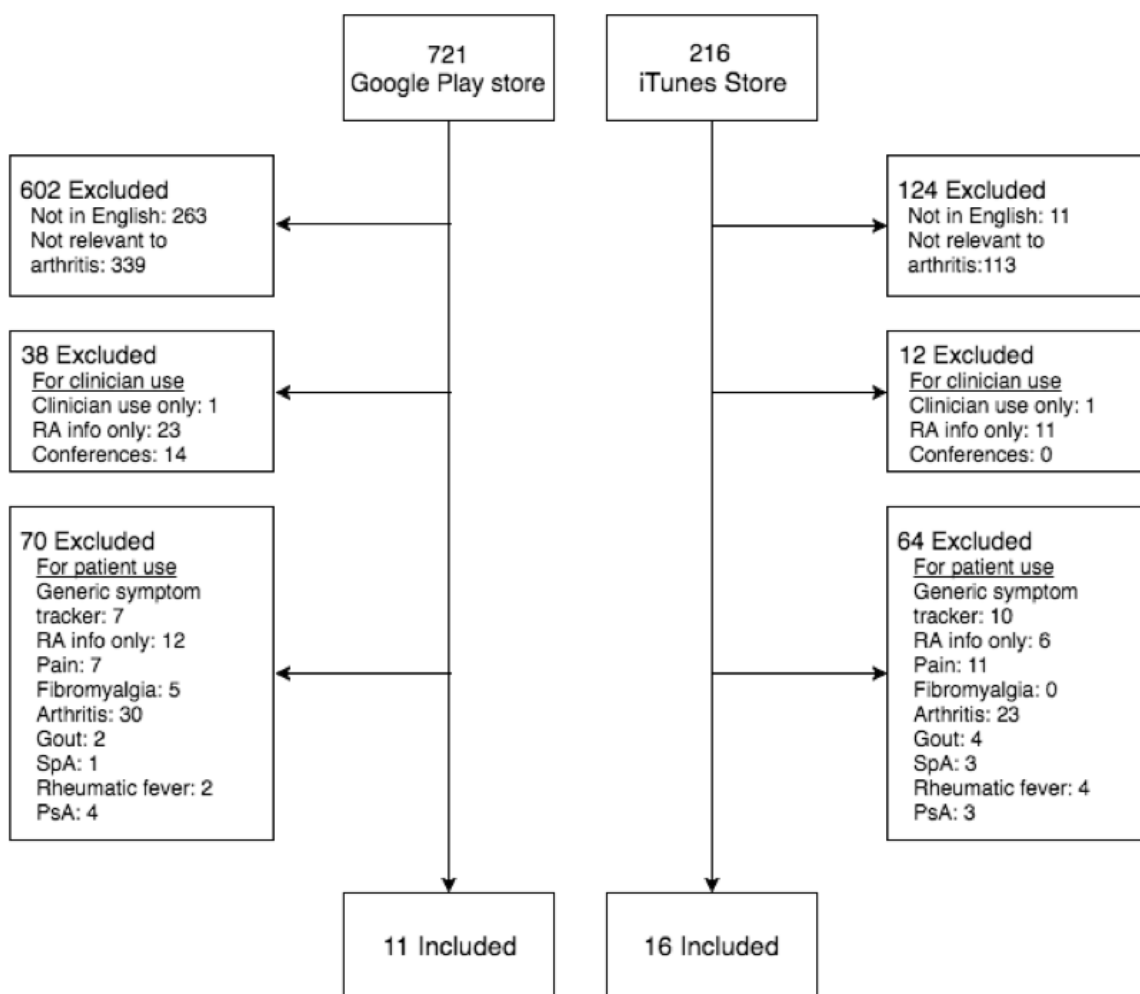 721
Google Play store
216
iTunes Store
602 Excluded
Not in English: 263
Not relevant to
arthritis: 339
124 Excluded
Not in English: 11
Not relevant to
arthritis:113
38 Excluded
For clinician use
Clinician use only: 1
RA info only: 23
Conferences: 14
12 Excluded
For clinician use
Clinician use only: 1
RA info only: 11
Conferences: 0
70 Excluded
For patient use
Generic symptom
tracker: 7
RA info only: 12
Pain: 7
Fibromyalgia: 5
Arthritis: 30
Gout: 2
SpA: 1
Rheumatic fever: 2
PsA: 4
64 Excluded
For patient use
Generic symptom
tracker: 10
RA info only: 6
Pain: 11
Fibromyalgia: 0
Arthritis: 23
Gout: 4
SpA: 3
Rheumatic fever: 4
PsA: 3
11 Included
16 Included